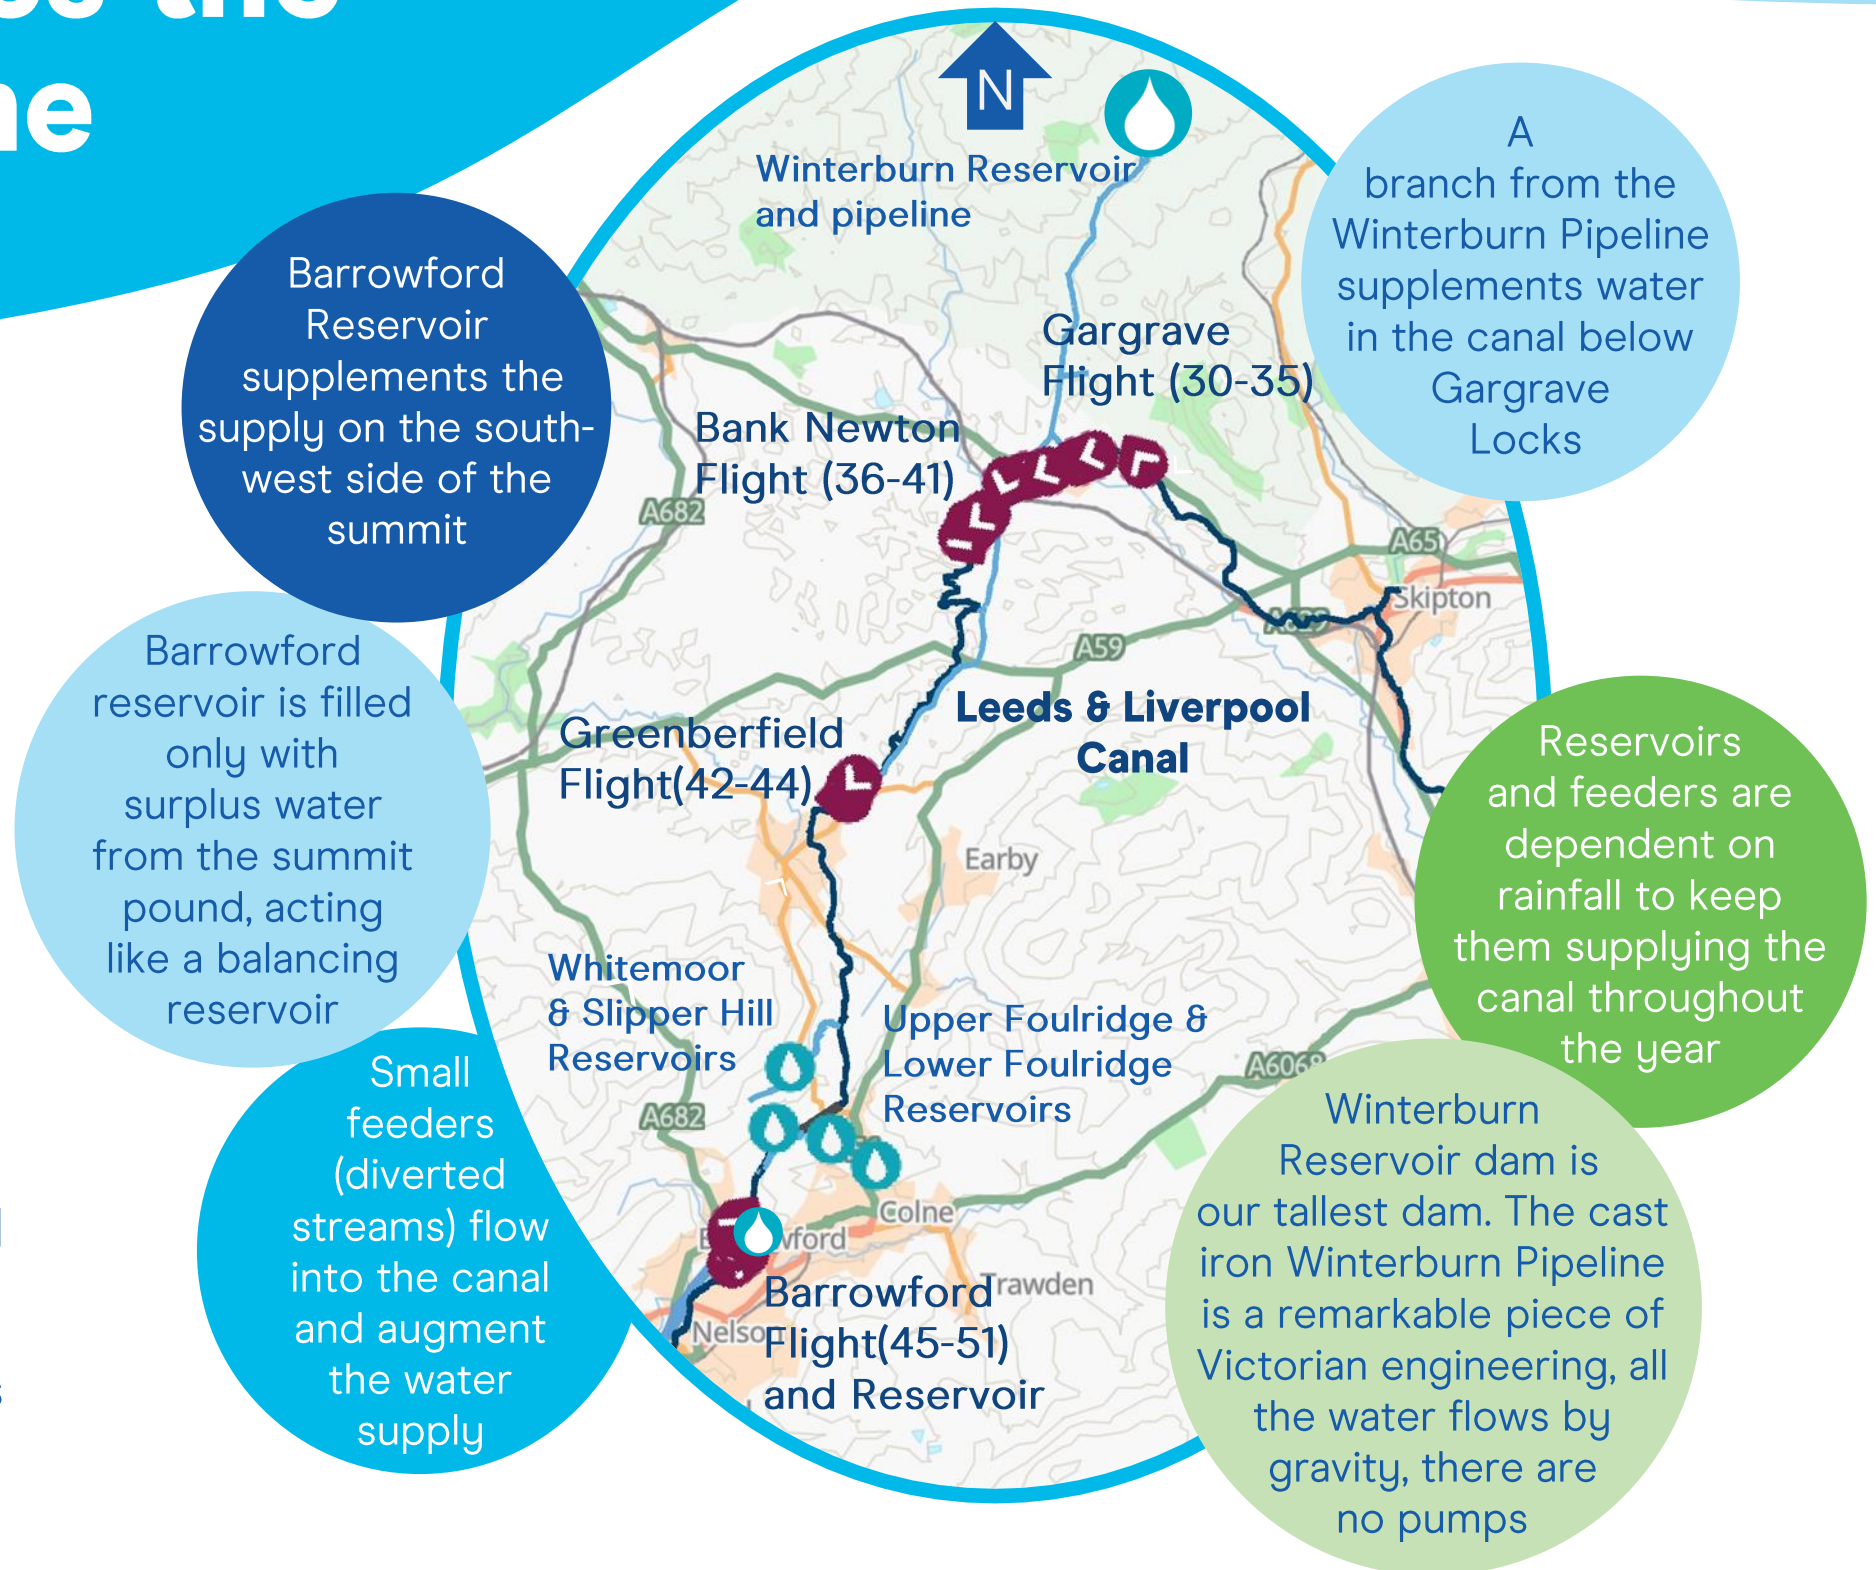 the
N
Winterburn Reservoir
and pipeline
A
branch from the
Winterburn Pipeline
supplements water
in the canal below
Gargrave
Locks
Barrowford
Reservoir
supplements the
supply on the south-
west side of the
summit
Gargrave
Flight (30-35)
Bank Newton
Flight (36-41)
A682
A65
Skipton
A59
Barrowford
reservoir is filled
only with
surplus water
from the summit
pound, acting
like a balancing
reservoir
Leeds & Liverpool
Canal
Greenberfield
Flight(42-44)
Reservoirs
and feeders are
dependent on
rainfall to keep
them supplying the
canal throughout
the year
Earby
Whitemoor
& Slipper Hill
Reservoirs
Upper Foulridge &
Lower Foulridge
Reservoirs
A6068
A682
Small
feeders
(diverted
streams) flow
into the canal
and augment
the water
supply
Colne
Trawden
Nelson
Barrowford
Flight(45-51)
and Reservoir
Winterburn
Reservoir dam is
our tallest dam. The cast
iron Winterburn Pipeline
is a remarkable piece of
Victorian engineering, all
the water flows by
gravity, there are
no pumps